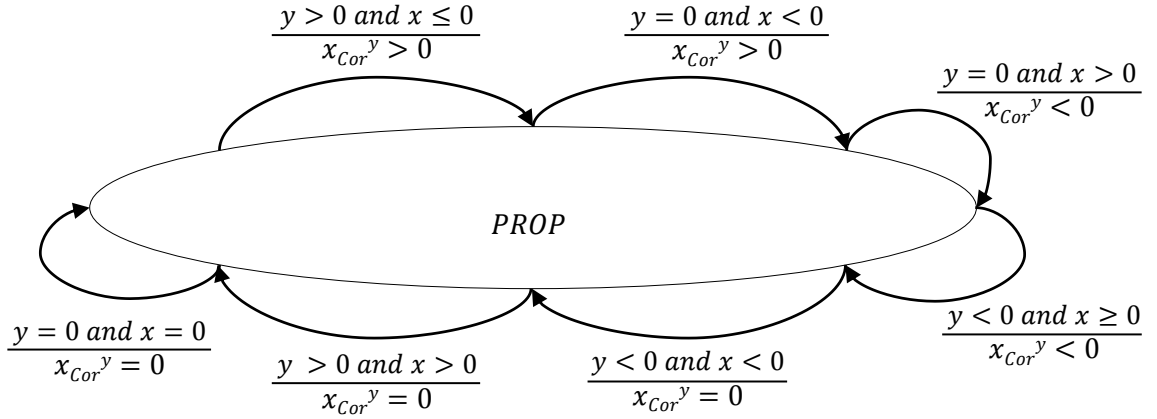 y > 0 and x ≤ 0
x_Cor^y > 0
y = 0 and x < 0
x_Cor^y > 0
y = 0 and x > 0
x_Cor^y < 0
PROP
y < 0 and x ≥ 0
x_Cor^y < 0
y = 0 and x = 0
x_Cor^y = 0
y > 0 and x > 0
x_Cor^y = 0
y < 0 and x < 0
x_Cor^y = 0